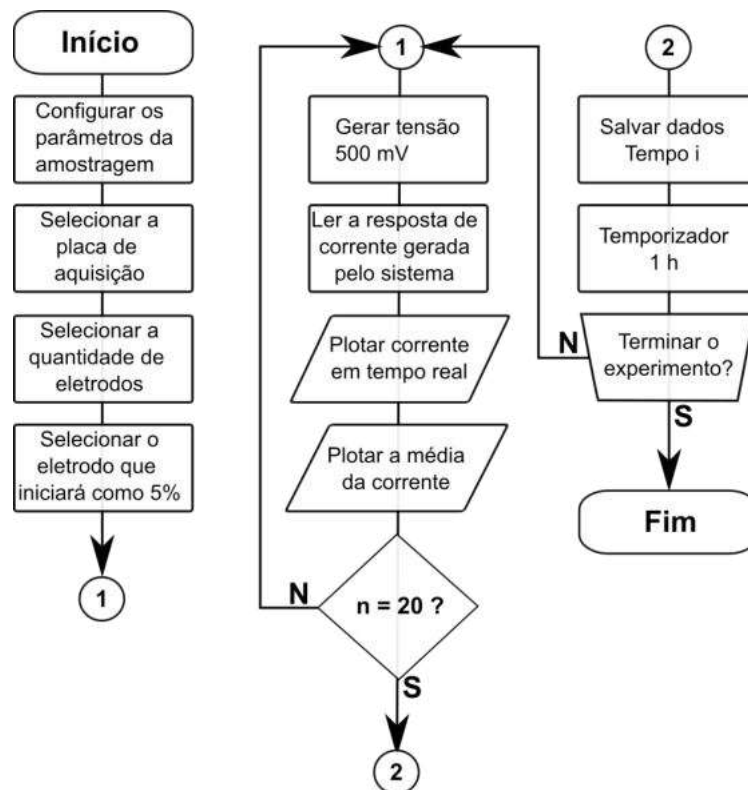 Início
Configurar os
parâmetros da
amostragem
Selecionar a
placa de
aquisição
Selecionar a
quantidade de
eletrodos
Selecionar o
eletrodo que
iniciará como 5%
1
1
Gerar tensão
500 mV
Ler a resposta de
corrente gerada
pelo sistema
Plotar corrente
em tempo real
Plotar a média
da corrente
N
n = 20 ?
S
2
2
Salvar dados
Tempo i
Temporizador
1 h
N
Terminar o
experimento?
S
Fim